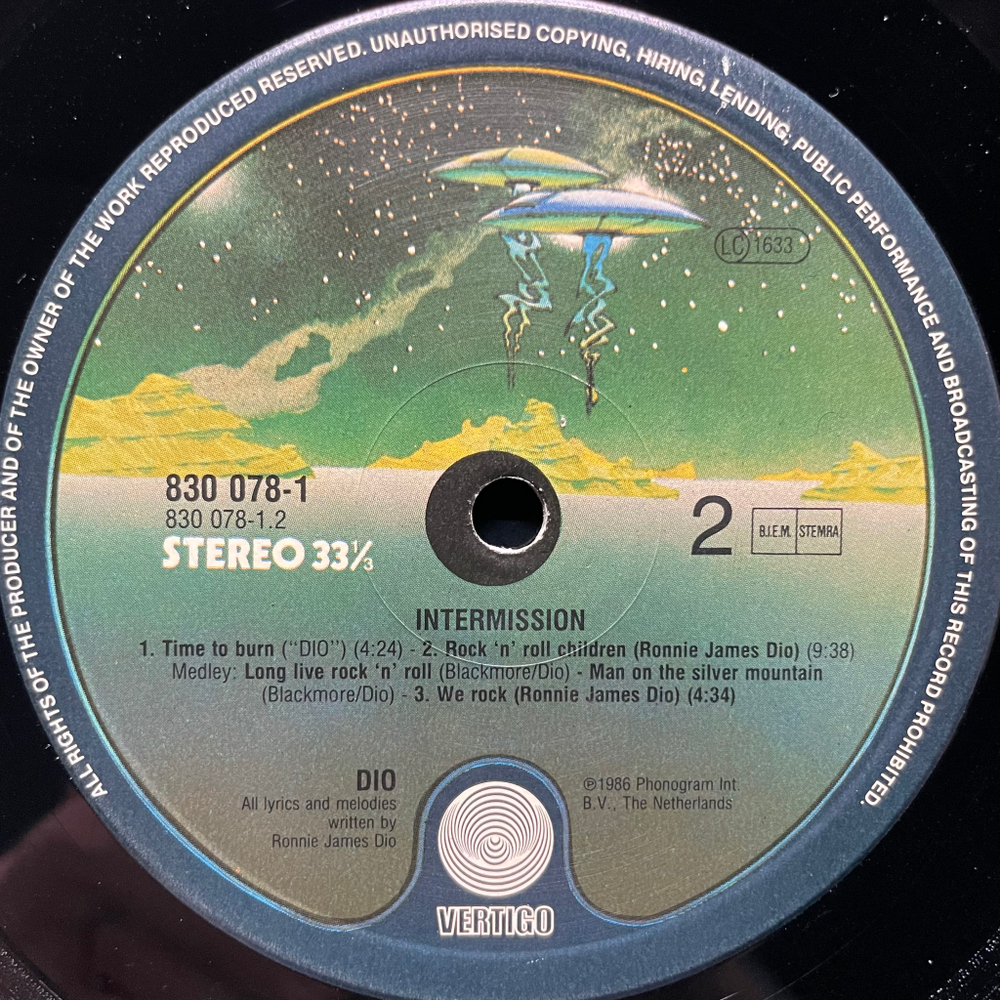 ALL RIGHTS OF THE PRODUCER AND OF THE OWNER OF THE WORK REPRODUCED RESERVED. UNAUTHORISED COPYING, HIRING, LENDING, PUBLIC PERFORMANCE AND BROADCASTING OF THIS RECORD PROHIBITED.
LC 1633
830 078-1
830 078-1.2
STEREO 33⅓
2
B.I.E.M. STEMRA
INTERMISSION
1. Time to burn (“DIO”) (4:24) - 2. Rock ‘n’ roll children (Ronnie James Dio) (9:38)
Medley: Long live rock ‘n’ roll (Blackmore/Dio) - Man on the silver mountain
(Blackmore/Dio) - 3. We rock (Ronnie James Dio) (4:34)
DIO
All lyrics and melodies
written by
Ronnie James Dio
℗1986 Phonogram Int.
B.V., The Netherlands
VERTIGO